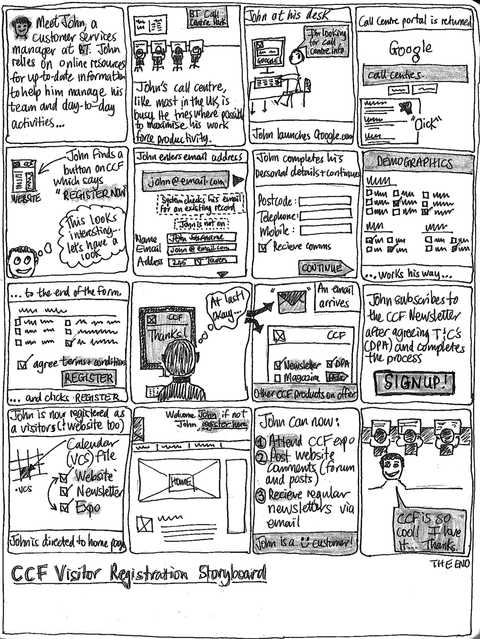 Meet John, a
customer services
manager at BT. John
relies on online resources
for up-to-date information
to help him manage his
team and day-to-day
activities...
BT Call
Centre Hub
John's call centre,
like most in the UK is
busy. He tries where possible
to maximise his work
force productivity.
John at his desk
I'm looking
for call
centre info
John launches Google.com
Call Centre portal is returned
Google
call centres
"Click"
John finds a
button on CCF
which says
"REGISTER NOW"
WEBSITE
This looks
interesting...
let's have a
look
John enters email address
john@email.com
System checks his email
for an existing record
John is not on
Name
Email
john@email.com
Address
John completes his
personal details + continues
Postcode:
Telephone:
Mobile:
Recieve comms
CONTINUE
DEMOGRAPHICS
...works his way...
...to the end of the form.
agree terms + conditions
REGISTER
...and clicks REGISTER
CCF
Thanks!
At last!
okay...
An email
arrives
CCF
Newsletter
DPA
Magazine
Other CCF products on offer
John subscribes to
the CCF Newsletter
after agreeing T+C's
(DPA) and completes
the process
SIGN UP!
John is now registered as
a visitors (+website too)
Calendar
(VCS) File
.vcs
Website
Newsletter
Expo
John is directed to home page
Welcome John if not
John, register here
HOME
John can now:
1 Attend CCF expo
2 Post website
comments (forum
and posts)
3 Recieve regular
newsletters via
email
John is a customer!
CCF is so
cool! I love
it... Thanks.
THE END
CCF Visitor Registration Storyboard